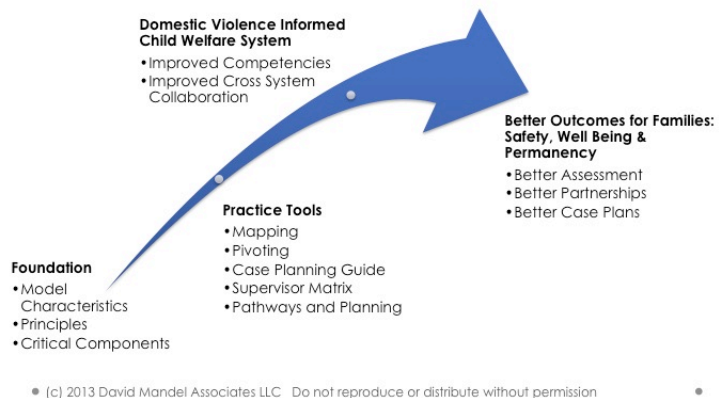 Domestic Violence Informed
Child Welfare System
•Improved Competencies
•Improved Cross System
Collaboration
Better Outcomes for Families:
Safety, Well Being &
Permanency
•Better Assessment
•Better Partnerships
•Better Case Plans
Practice Tools
•Mapping
•Pivoting
•Case Planning Guide
•Supervisor Matrix
•Pathways and Planning
Foundation
•Model
Characteristics
•Principles
•Critical Components
• (c) 2013 David Mandel Associates LLC Do not reproduce or distribute without permission •